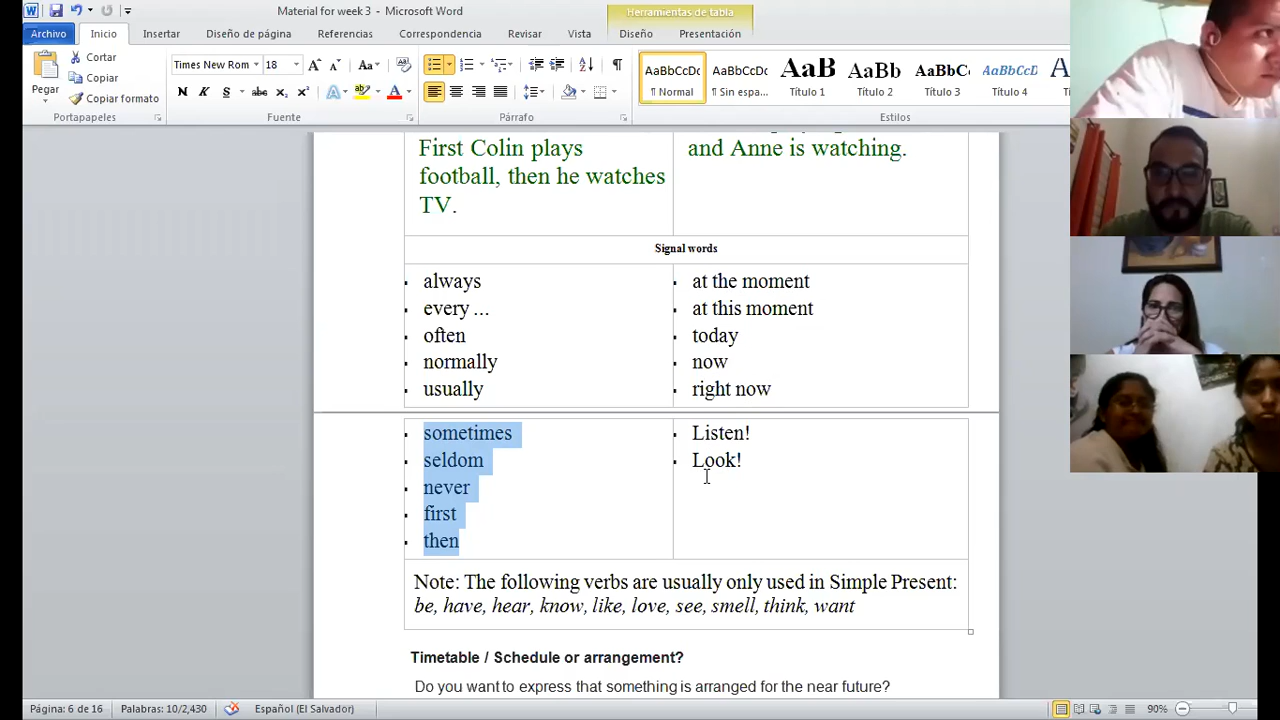 Material for week 3 - Microsoft Word
Herramientas de tabla
Archivo Inicio Insertar Diseño de página Referencias Correspondencia Revisar Vista Diseño Presentación
Cortar
Copiar
Copiar formato
Pegar
Times New Rom 18
AaBbCcDc AaBbCcDc AaB AaBb AaBbC AaBbCcD
¶ Normal ¶ Sin espa... Título 1 Título 2 Título 3 Título 4
Portapapeles Fuente Párrafo Estilos
First Colin plays
football, then he watches
TV.
and Anne is watching.
Signal words
always
every ...
often
normally
usually
at the moment
at this moment
today
now
right now
sometimes
seldom
never
first
then
Listen!
Look!
Note: The following verbs are usually only used in Simple Present:
be, have, hear, know, like, love, see, smell, think, want
Timetable / Schedule or arrangement?
Do you want to express that something is arranged for the near future?
Página: 6 de 16 Palabras: 10/2,430 Español (El Salvador) 90%